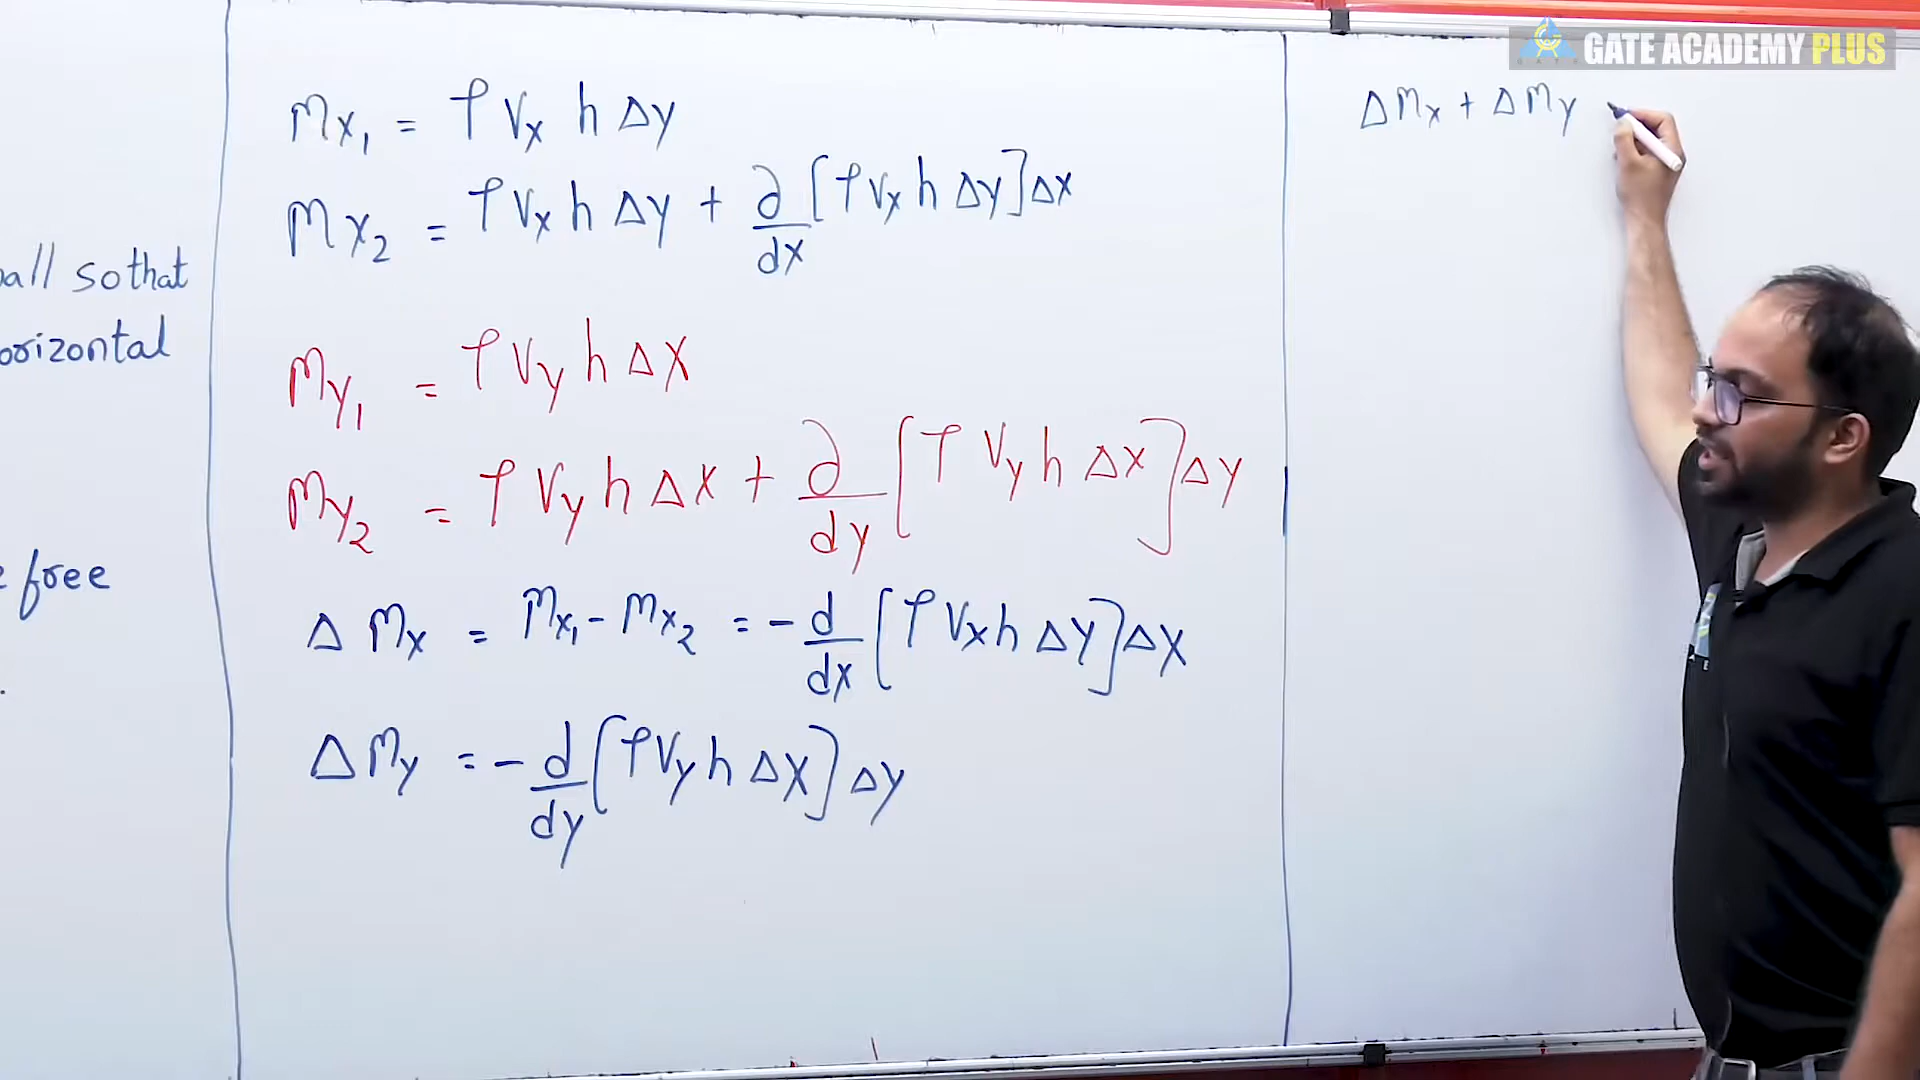 GATE ACADEMY PLUS
all so that
orizontal
free
.
Mx₁ = ρ Vx h Δy
Mx₂ = ρ Vx h Δy + ∂/dx [ρ Vx h Δy] Δx
My₁ = ρ Vy h Δx
My₂ = ρ Vy h Δx + ∂/dy [ρ Vy h Δx] Δy
Δ Mx = Mx₁ - Mx₂ = - d/dx [ρ Vx h Δy] Δx
Δ My = - d/dy [ρ Vy h Δx] Δy
ΔMx + ΔMy